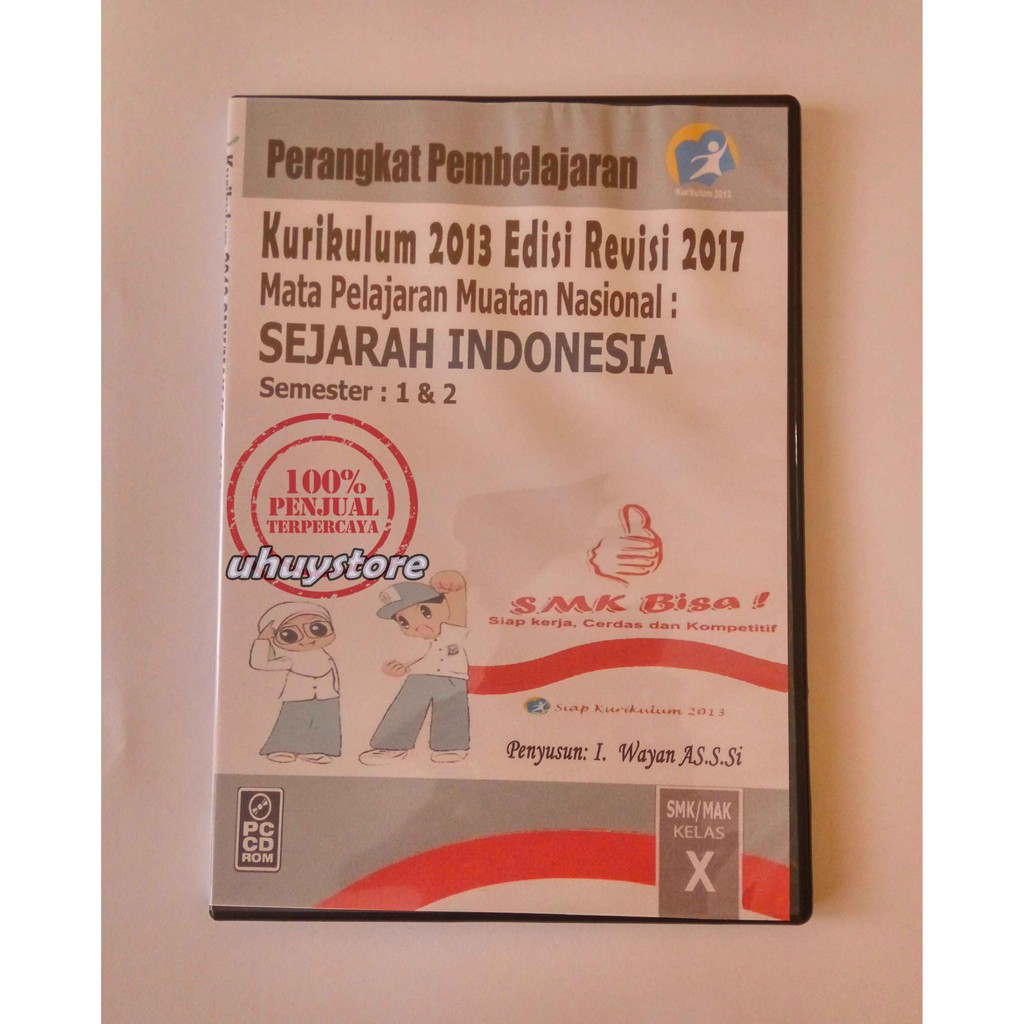 Perangkat Pembelajaran
Kurikulum 2013
Kurikulum 2013 Edisi Revisi 2017
Mata Pelajaran Muatan Nasional :
SEJARAH INDONESIA
Semester : 1 & 2
100%
PENJUAL
TERPERCAYA
uhuystore
SMK Bisa !
Siap kerja, Cerdas dan Kompetitif
Siap Kurikulum 2013
Penyusun: I. Wayan AS.S.Si
PC
CD
ROM
SMK/MAK
KELAS
X